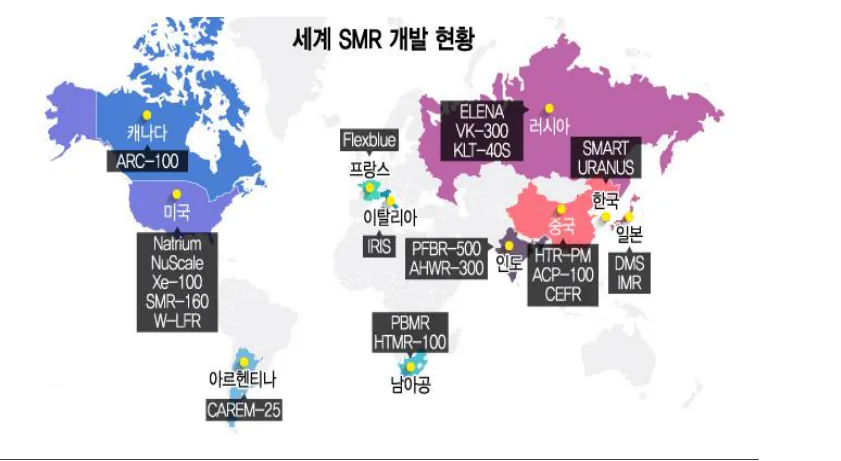 세계 SMR 개발 현황
캐나다
ARC-100
미국
Natrium
NuScale
Xe-100
SMR-160
W-LFR
아르헨티나
CAREM-25
Flexblue
프랑스
이탈리아
IRIS
PBMR
HTMR-100
남아공
ELENA
VK-300
KLT-40S
러시아
PFBR-500
AHWR-300
인도
중국
HTR-PM
ACP-100
CEFR
SMART
URANUS
한국
일본
DMS
IMR